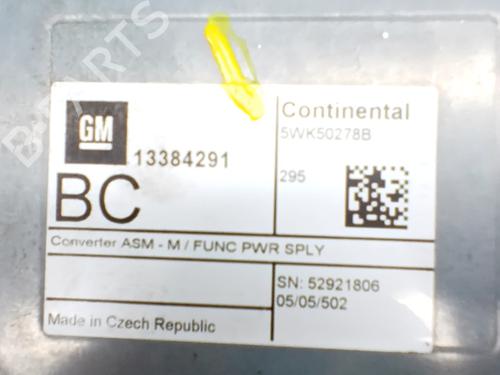 B-PARTS
GM
13384291
BC
Continental
5WK50278B
295
Converter ASM - M / FUNC PWR SPLY
SN: 52921806
05/05/502
Made in Czech Republic